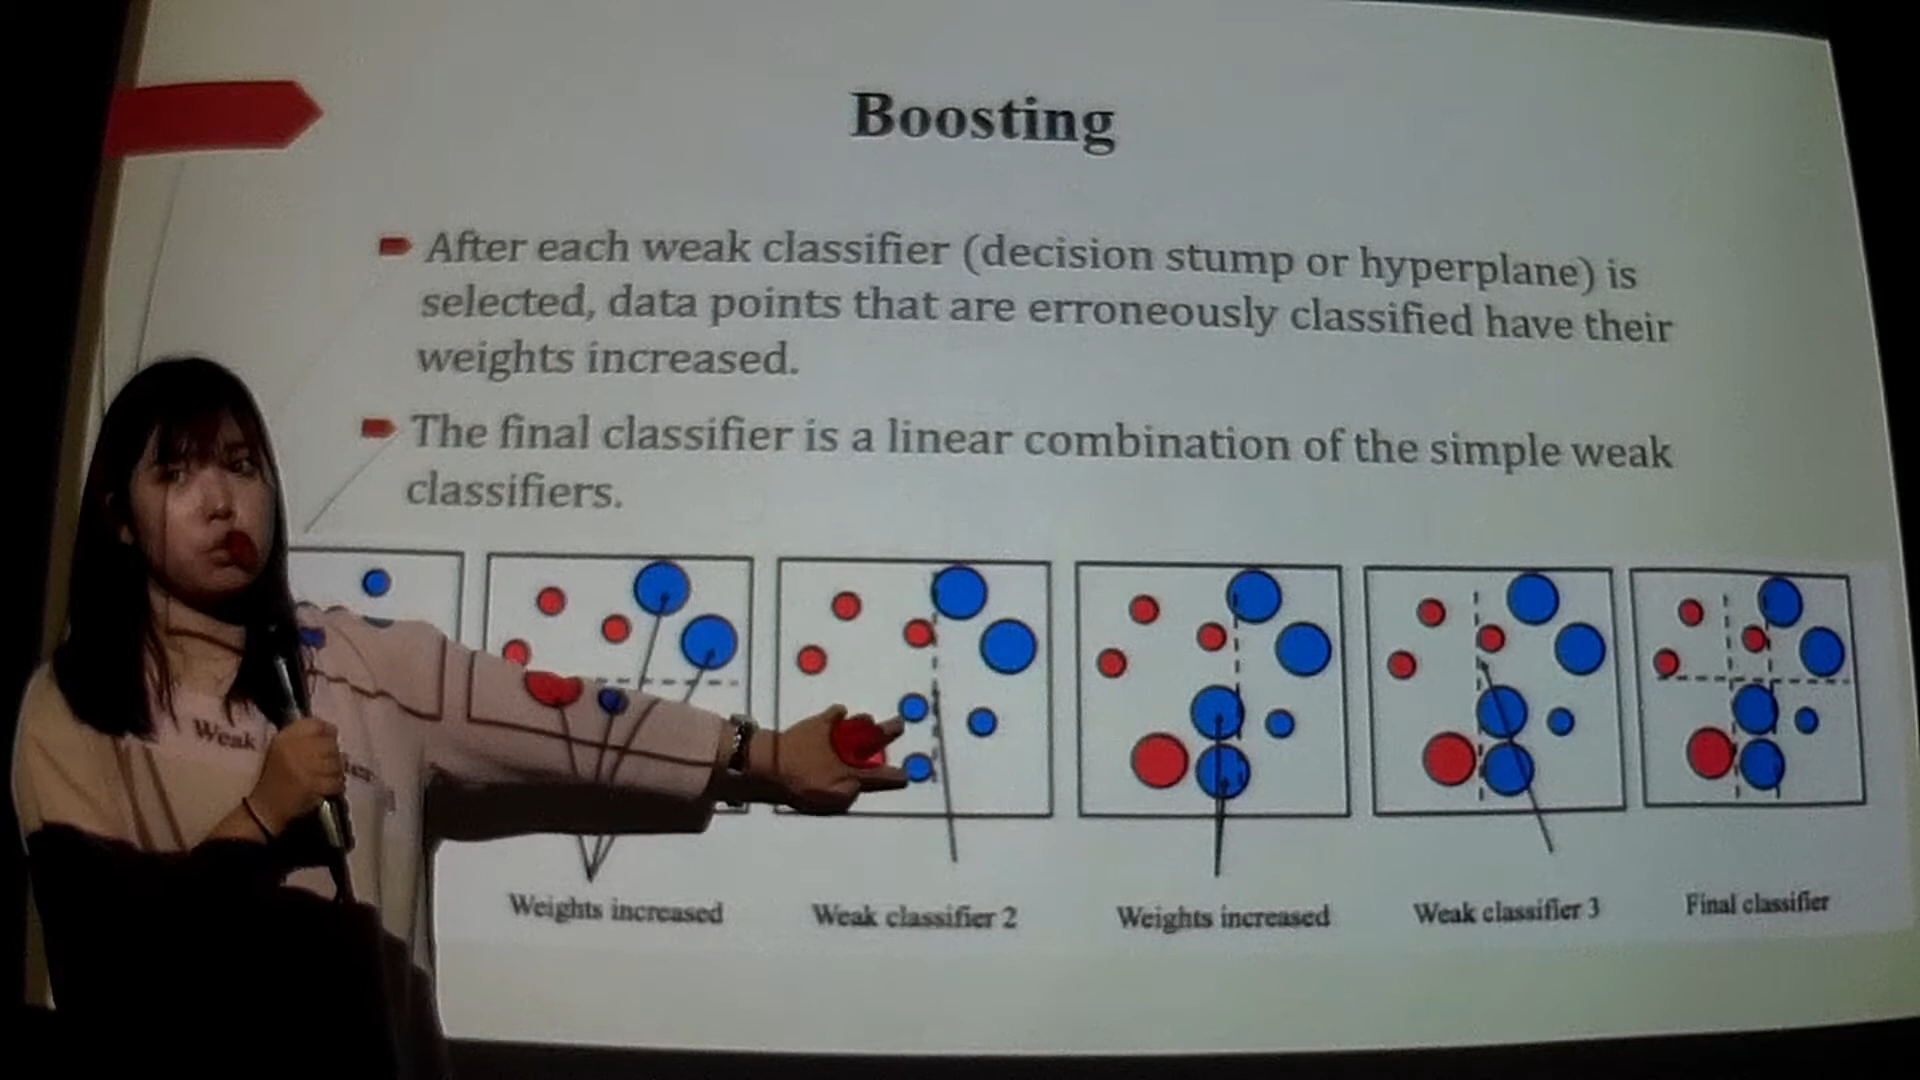 Boosting
After each weak classifier (decision stump or hyperplane) is
selected, data points that are erroneously classified have their
weights increased.
The final classifier is a linear combination of the simple weak
classifiers.
Weak
Weights increased
Weak classifier 2
Weights increased
Weak classifier 3
Final classifier